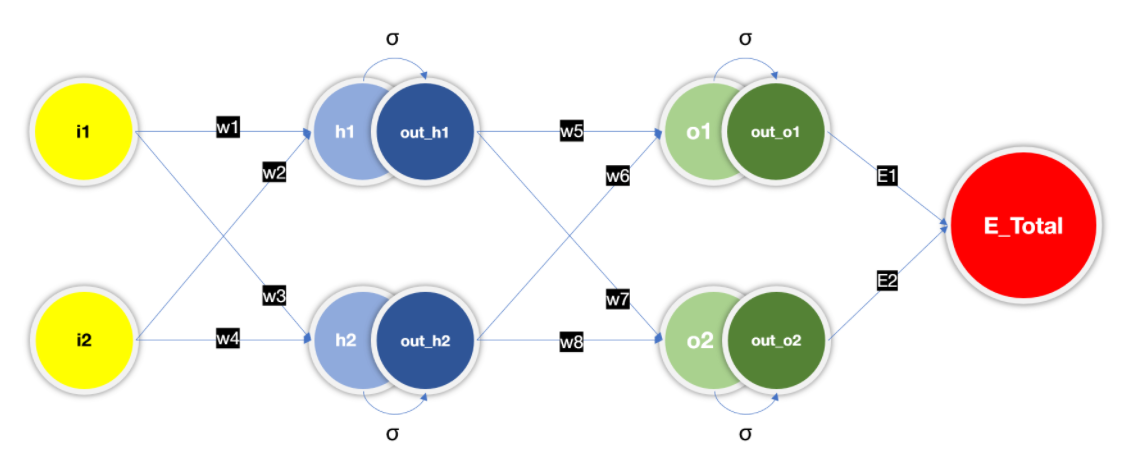 σ σ
i1 w1 h1 out_h1 w5 o1 out_o1
w2 w6 E1
E_Total
w3 w7 E2
i2 w4 h2 out_h2 w8 o2 out_o2
σ σ